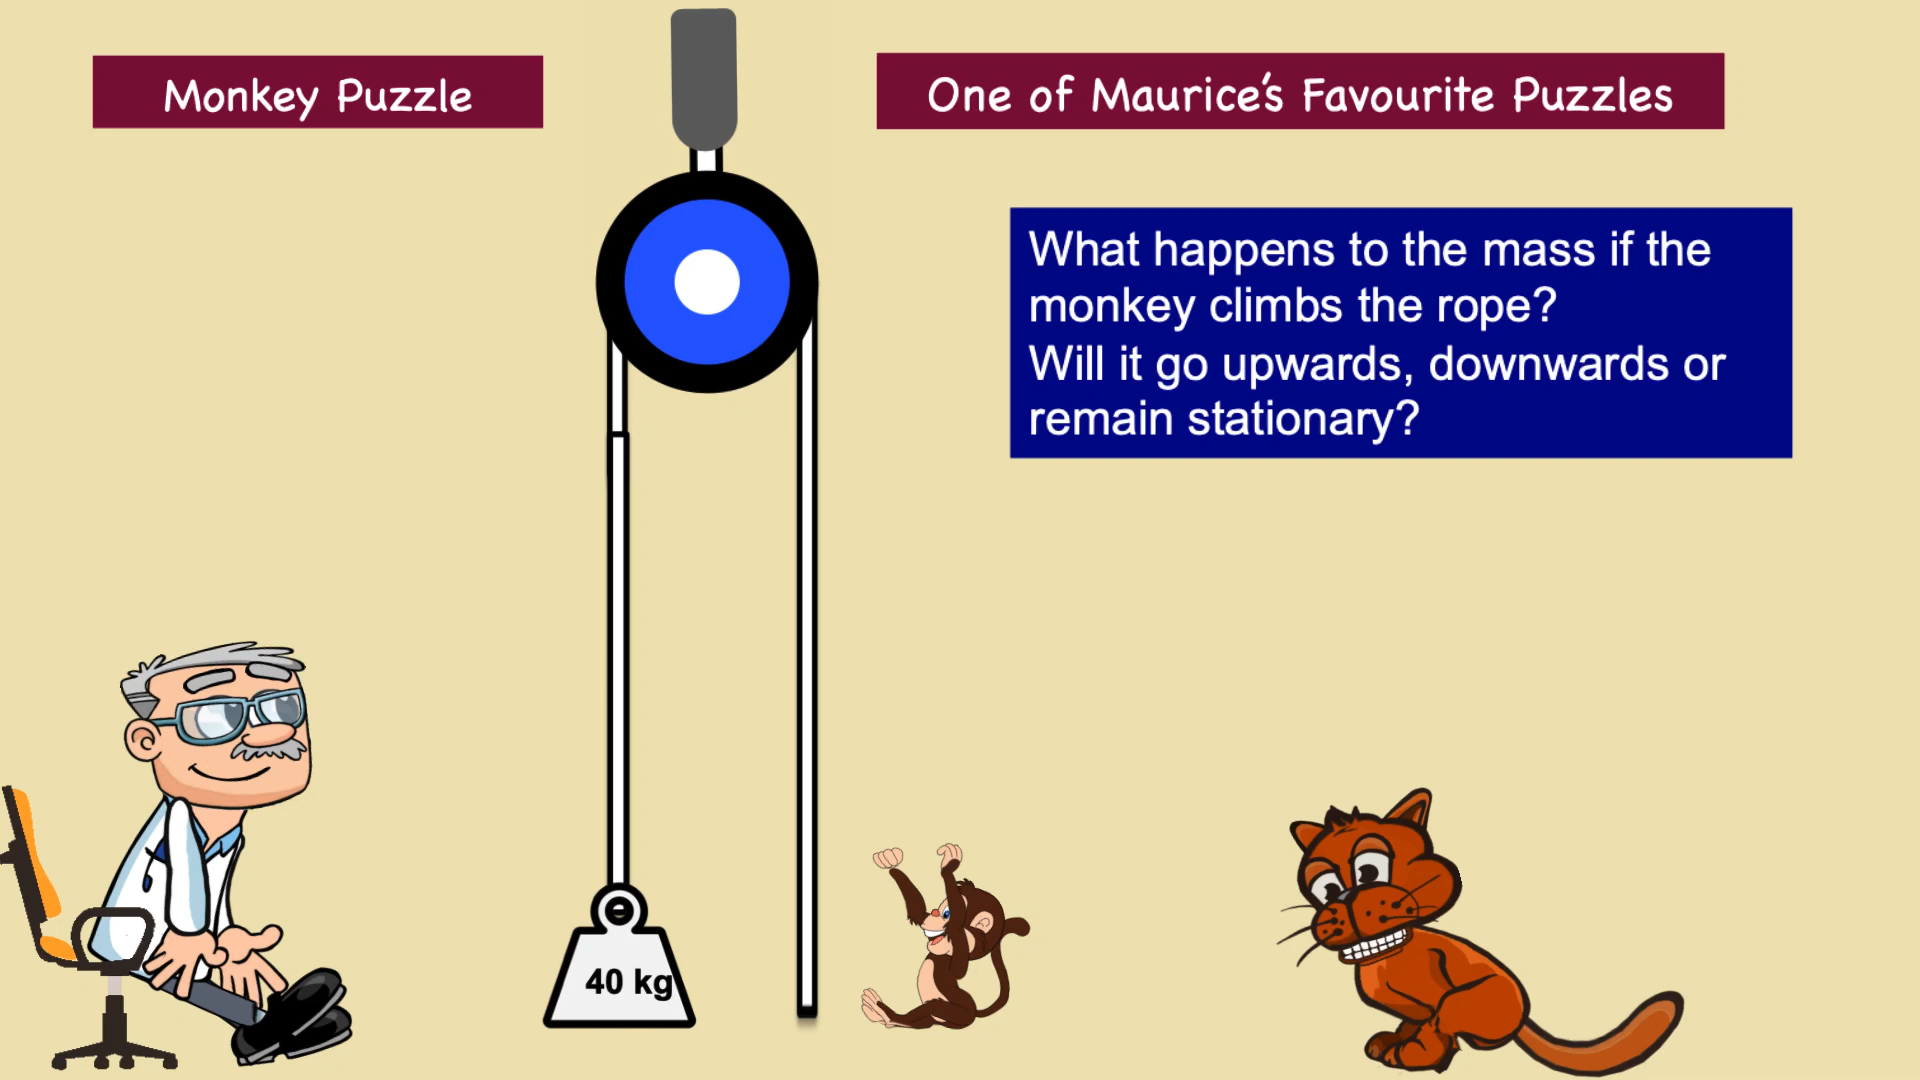 Monkey Puzzle
One of Maurice's Favourite Puzzles
What happens to the mass if the
monkey climbs the rope?
Will it go upwards, downwards or
remain stationary?
40 kg